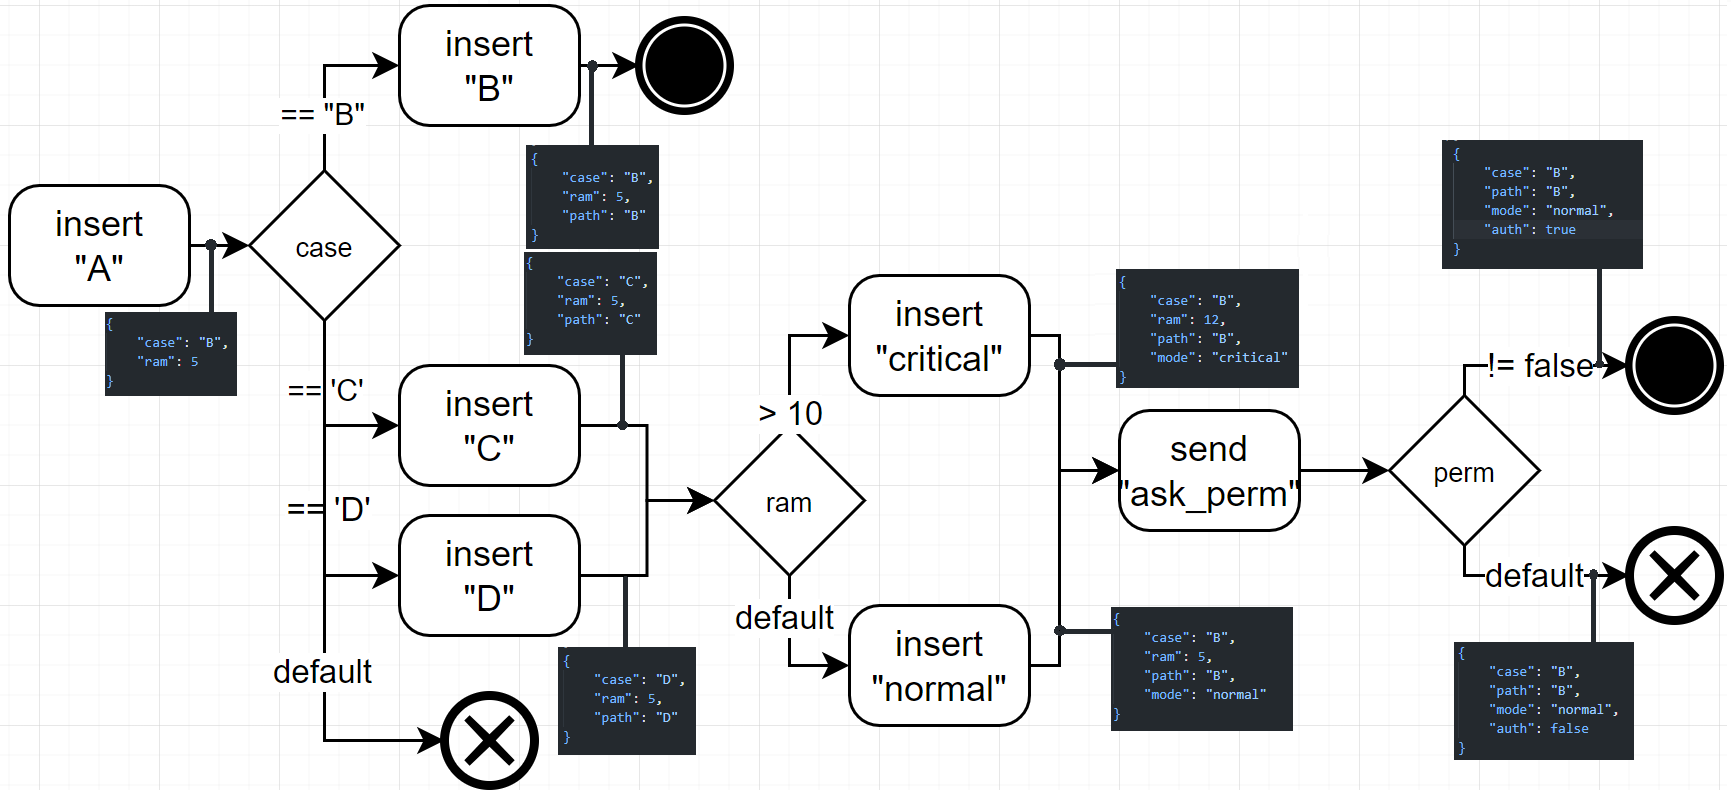 insert
"B"
== "B"
{
"case": "B",
"ram": 5,
"path": "B"
}
insert
"A"
case
{
"case": "B",
"ram": 5
}
{
"case": "C",
"ram": 5,
"path": "C"
}
== 'C'
insert
"C"
== 'D'
insert
"D"
{
"case": "D",
"ram": 5,
"path": "D"
}
default
> 10
ram
default
insert
"critical"
{
"case": "B",
"ram": 12,
"path": "B",
"mode": "critical"
}
send
"ask_perm"
insert
"normal"
{
"case": "B",
"ram": 5,
"path": "B",
"mode": "normal"
}
{
"case": "B",
"path": "B",
"mode": "normal",
"auth": true
}
!= false
perm
default
{
"case": "B",
"path": "B",
"mode": "normal",
"auth": false
}